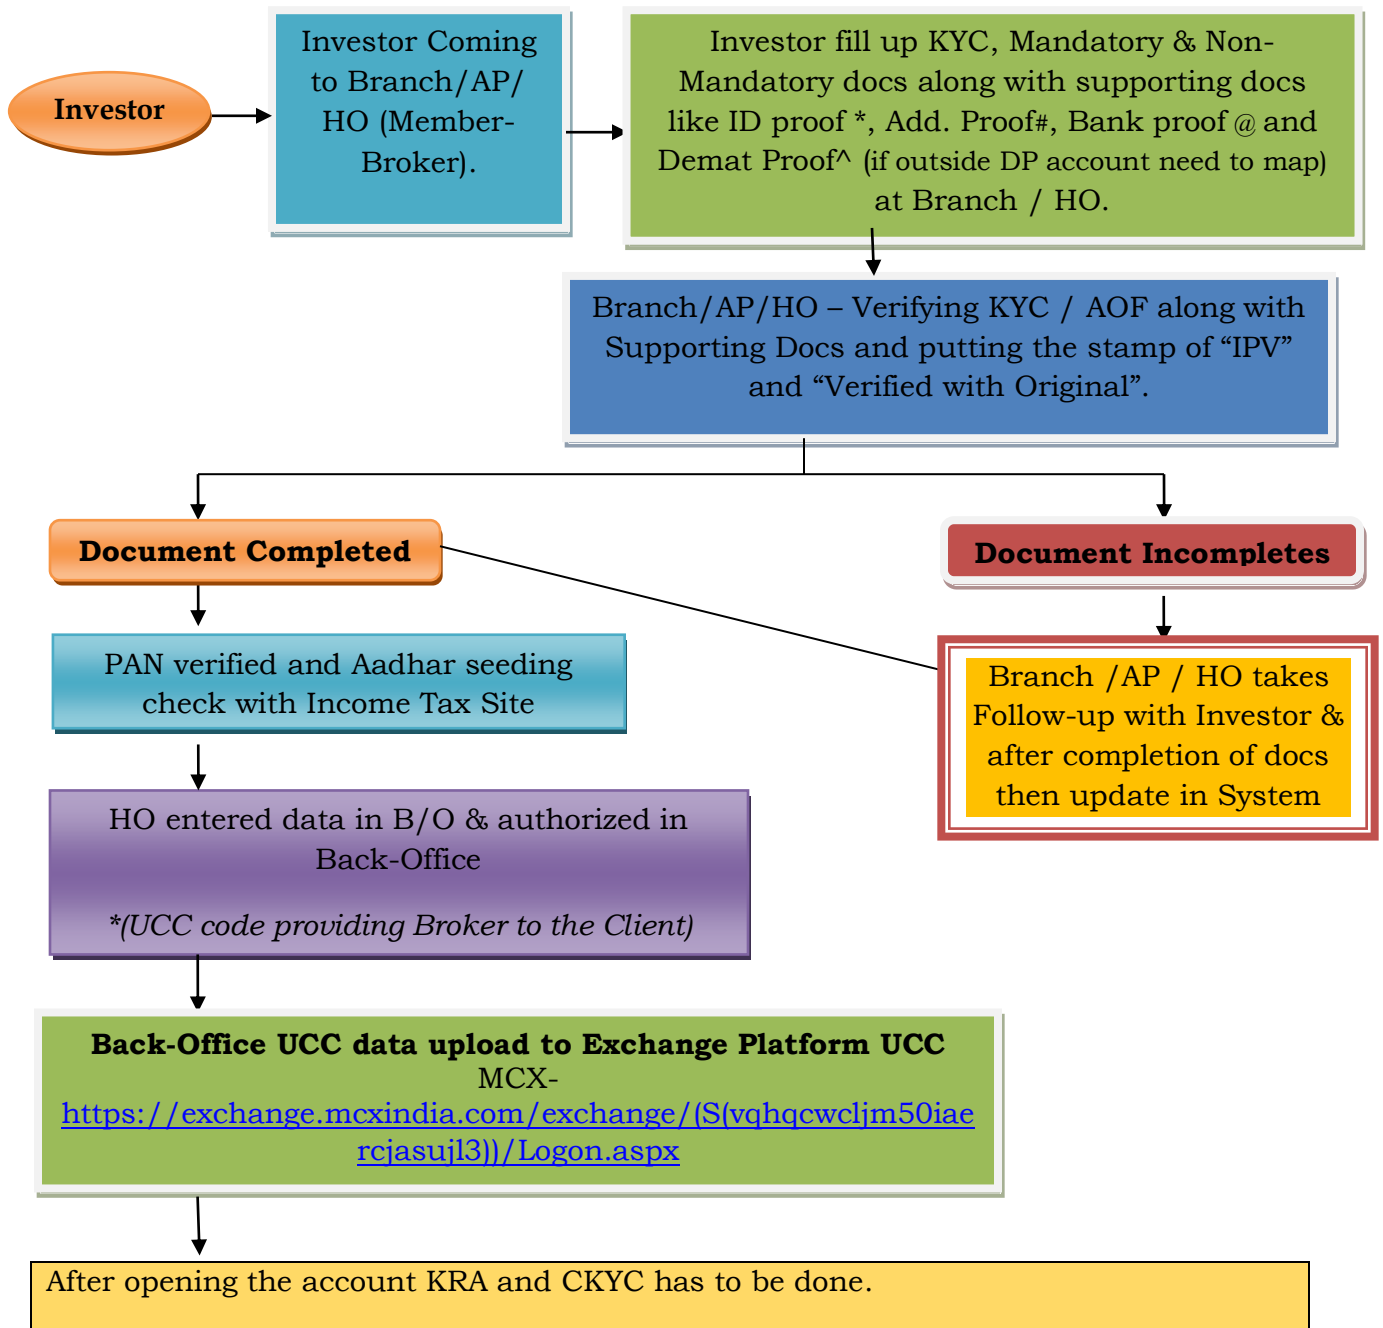 Investor
Investor Coming
to Branch/AP/
HO (Member-
Broker).
Investor fill up KYC, Mandatory & Non-
Mandatory docs along with supporting docs
like ID proof *, Add. Proof#, Bank proof @ and
Demat Proof^ (if outside DP account need to map)
at Branch / HO.
Branch/AP/HO – Verifying KYC / AOF along with
Supporting Docs and putting the stamp of “IPV”
and “Verified with Original”.
Document Completed
Document Incompletes
PAN verified and Aadhar seeding
check with Income Tax Site
Branch /AP / HO takes
Follow-up with Investor &
after completion of docs
then update in System
HO entered data in B/O & authorized in
Back-Office
*(UCC code providing Broker to the Client)
Back-Office UCC data upload to Exchange Platform UCC
MCX-
https://exchange.mcxindia.com/exchange/(S(vqhqcwcljm50iae
rcjasujl3))/Logon.aspx
After opening the account KRA and CKYC has to be done.